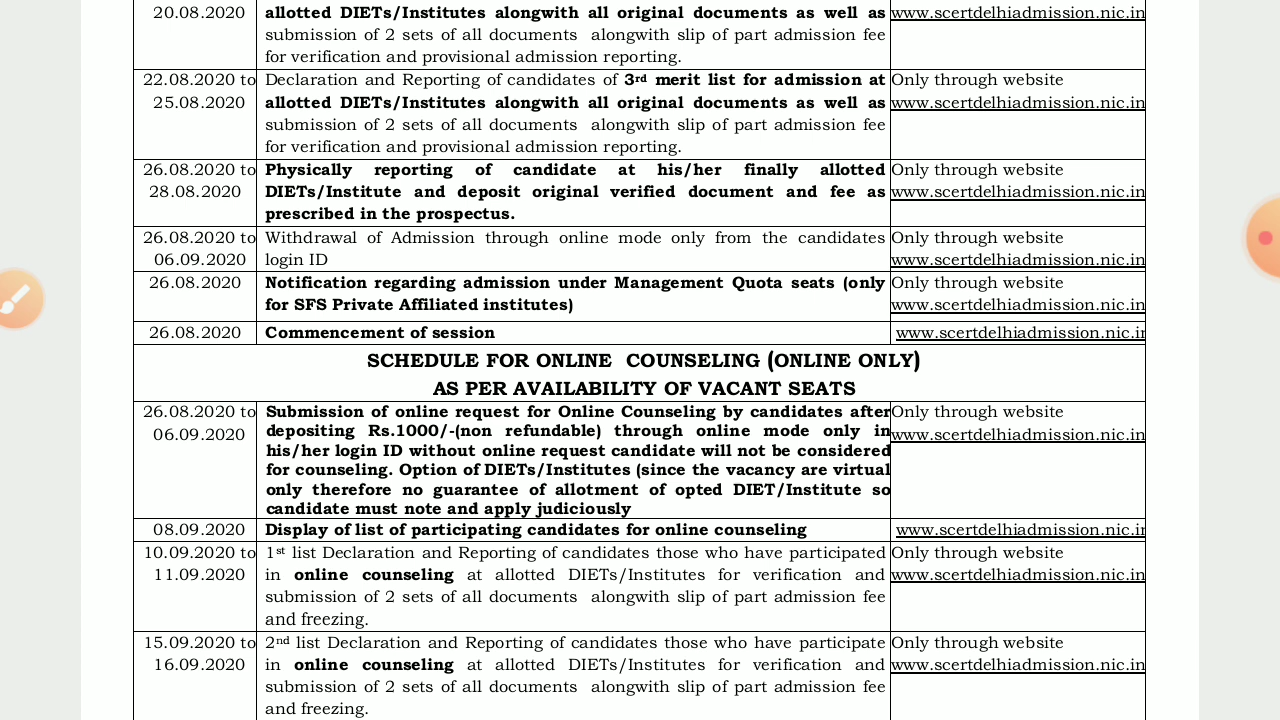 20.08.2020
allotted DIETs/Institutes alongwith all original documents as well as
www.scertdelhiadmission.nic.in
submission of 2 sets of all documents alongwith slip of part admission fee
for verification and provisional admission reporting.
22.08.2020 to
25.08.2020
Declaration and Reporting of candidates of 3rd merit list for admission at
allotted DIETs/Institutes alongwith all original documents as well as
submission of 2 sets of all documents alongwith slip of part admission fee
for verification and provisional admission reporting.
Only through website
www.scertdelhiadmission.nic.in
26.08.2020 to
28.08.2020
Physically reporting of candidate at his/her finally allotted
DIETs/Institute and deposit original verified document and fee as
prescribed in the prospectus.
Only through website
www.scertdelhiadmission.nic.in
26.08.2020 to
06.09.2020
Withdrawal of Admission through online mode only from the candidates
login ID
Only through website
www.scertdelhiadmission.nic.in
26.08.2020
Notification regarding admission under Management Quota seats (only
for SFS Private Affiliated institutes)
Only through website
www.scertdelhiadmission.nic.in
26.08.2020
Commencement of session
www.scertdelhiadmission.nic.in
SCHEDULE FOR ONLINE COUNSELING (ONLINE ONLY)
AS PER AVAILABILITY OF VACANT SEATS
26.08.2020 to
06.09.2020
Submission of online request for Online Counseling by candidates after
depositing Rs.1000/-(non refundable) through online mode only in
his/her login ID without online request candidate will not be considered
for counseling. Option of DIETs/Institutes (since the vacancy are virtual
only therefore no guarantee of allotment of opted DIET/Institute so
candidate must note and apply judiciously
Only through website
www.scertdelhiadmission.nic.in
08.09.2020
Display of list of participating candidates for online counseling
www.scertdelhiadmission.nic.in
10.09.2020 to
11.09.2020
1st list Declaration and Reporting of candidates those who have participated
in online counseling at allotted DIETs/Institutes for verification and
submission of 2 sets of all documents alongwith slip of part admission fee
and freezing.
Only through website
www.scertdelhiadmission.nic.in
15.09.2020 to
16.09.2020
2nd list Declaration and Reporting of candidates those who have participate
in online counseling at allotted DIETs/Institutes for verification and
submission of 2 sets of all documents alongwith slip of part admission fee
and freezing.
Only through website
www.scertdelhiadmission.nic.in